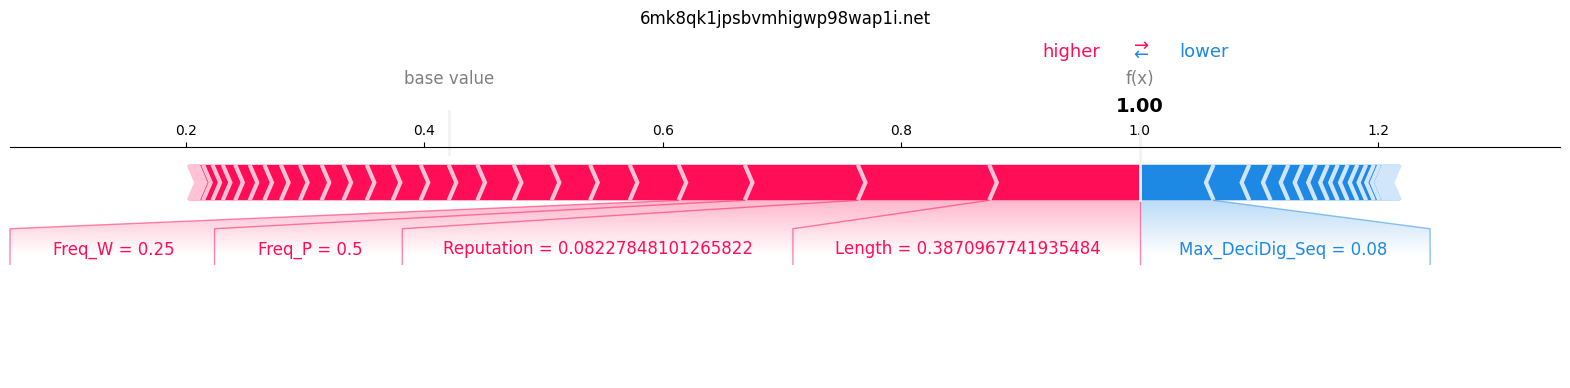 6mk8qk1jpsbvmhigwp98wap1i.net
higher ⇄ lower
base value f(x)
1.00
0.2 0.4 0.6 0.8 1.0 1.2
Freq_W = 0.25 Freq_P = 0.5 Reputation = 0.08227848101265822 Length = 0.3870967741935484 Max_DeciDig_Seq = 0.08